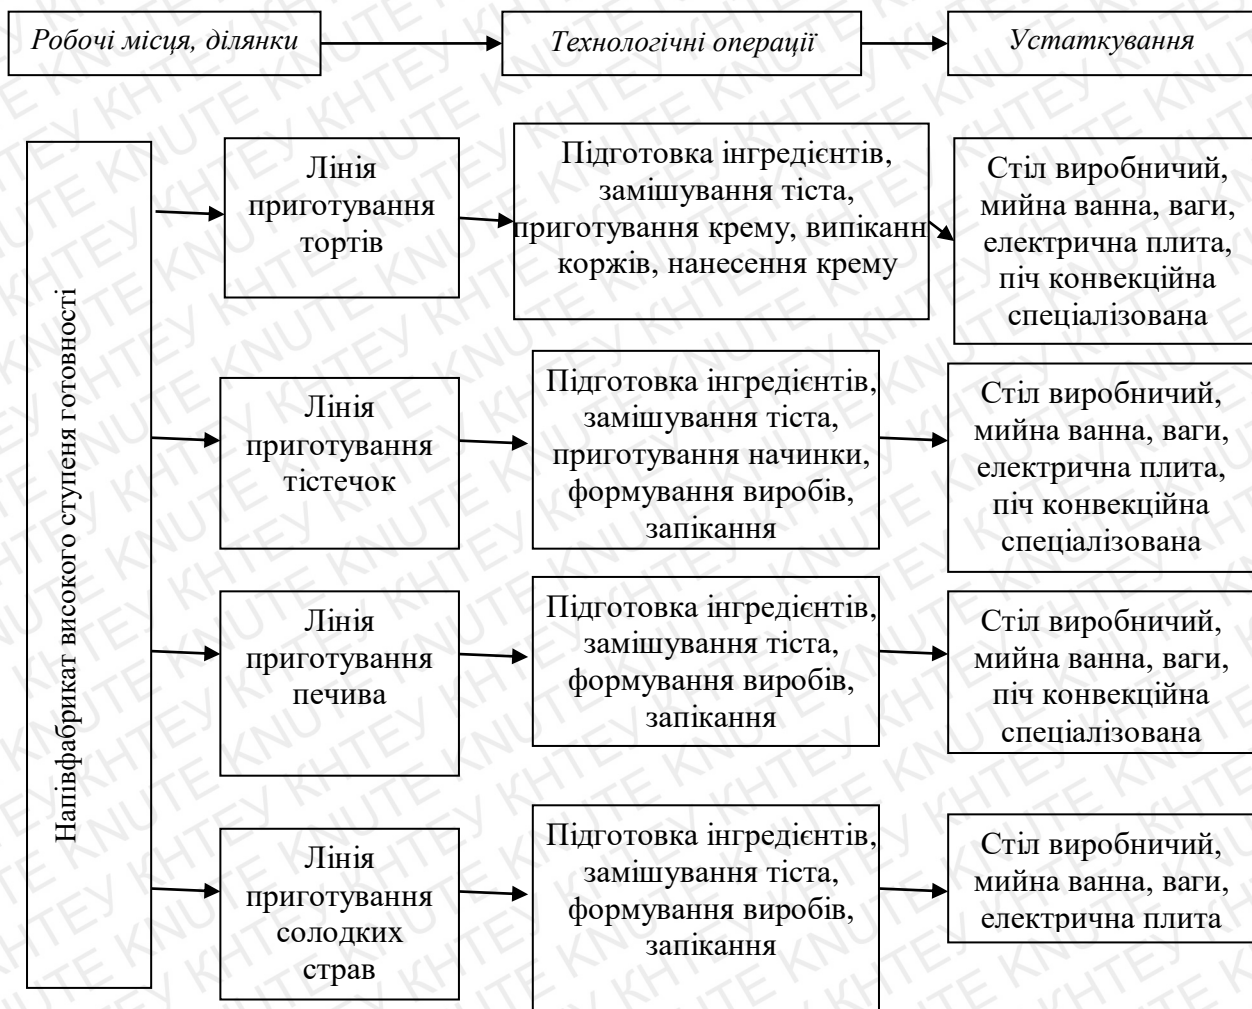 Робочі місця, ділянки
Технологічні операції
Устаткування
Напівфабрикат високого ступеня готовності
Лінія
приготування
тортів
Підготовка інгредієнтів,
замішування тіста,
приготування крему, випіканн
коржів, нанесення крему
Стіл виробничий,
мийна ванна, ваги,
електрична плита,
піч конвекційна
спеціалізована
Лінія
приготування
тістечок
Підготовка інгредієнтів,
замішування тіста,
приготування начинки,
формування виробів,
запікання
Стіл виробничий,
мийна ванна, ваги,
електрична плита,
піч конвекційна
спеціалізована
Лінія
приготування
печива
Підготовка інгредієнтів,
замішування тіста,
формування виробів,
запікання
Стіл виробничий,
мийна ванна, ваги,
піч конвекційна
спеціалізована
Лінія
приготування
солодких
страв
Підготовка інгредієнтів,
замішування тіста,
формування виробів,
запікання
Стіл виробничий,
мийна ванна, ваги,
електрична плита